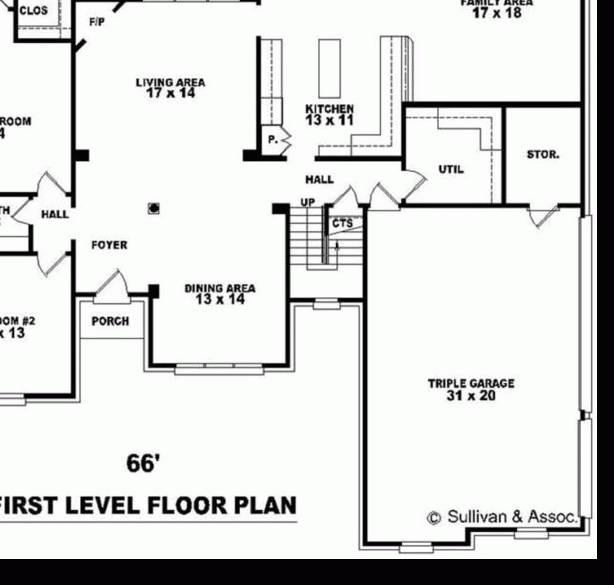 CLOS
F/P
FAMILY AREA
17 x 18
LIVING AREA
17 x 14
KITCHEN
13 x 11
ROOM
4
P.
UTIL
STOR.
HALL
UP
CTS
TH
HALL
FOYER
DINING AREA
13 x 14
OOM #2
x 13
PORCH
TRIPLE GARAGE
31 x 20
66'
FIRST LEVEL FLOOR PLAN
© Sullivan & Assoc.